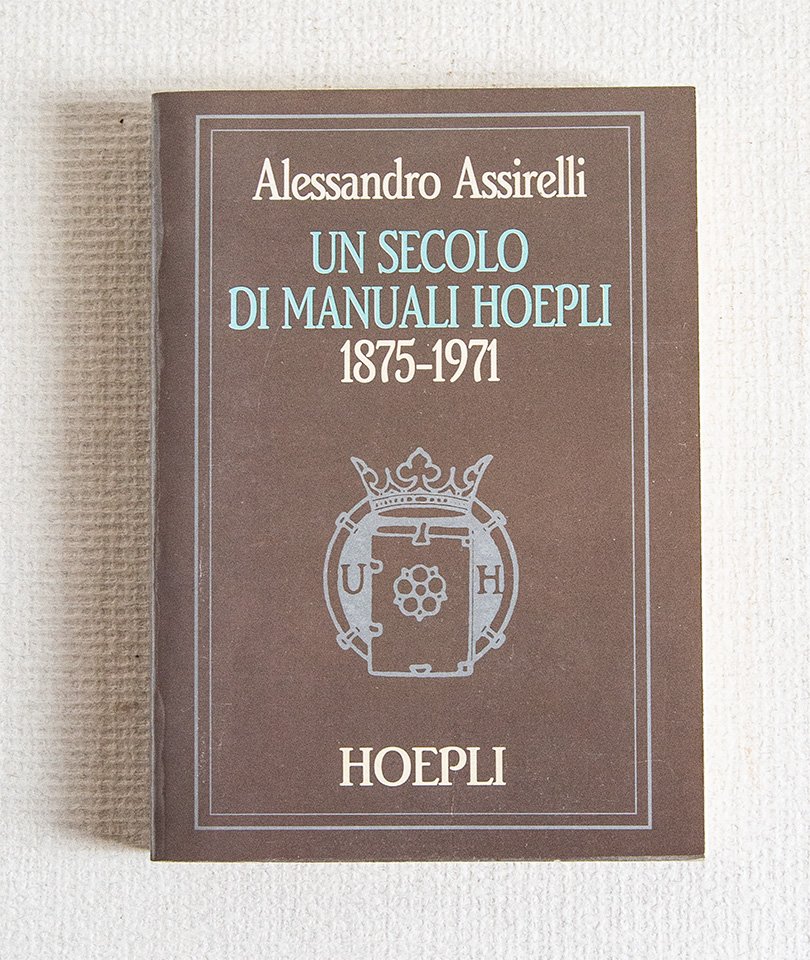 Alessandro Assirelli
UN SECOLO
DI MANUALI HOEPLI
1875-1971
U H
HOEPLI